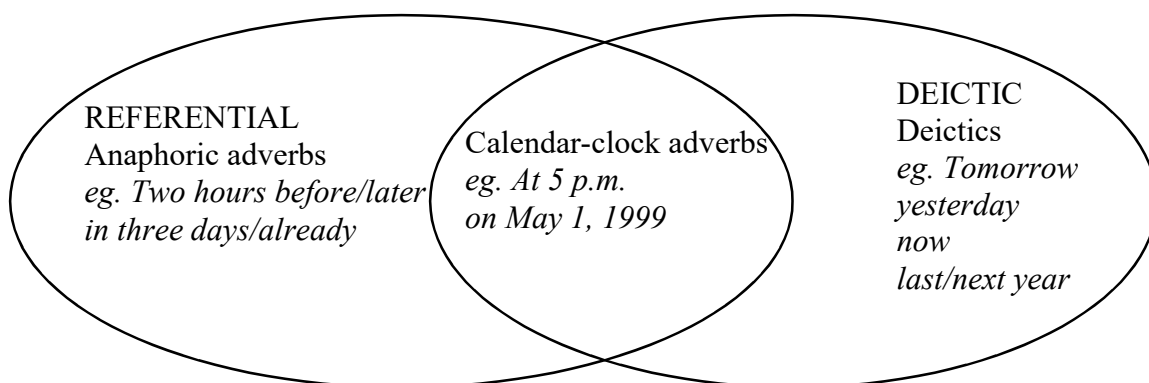 REFERENTIAL
Anaphoric adverbs
eg. Two hours before/later
in three days/already
Calendar-clock adverbs
eg. At 5 p.m.
on May 1, 1999
DEICTIC
Deictics
eg. Tomorrow
yesterday
now
last/next year